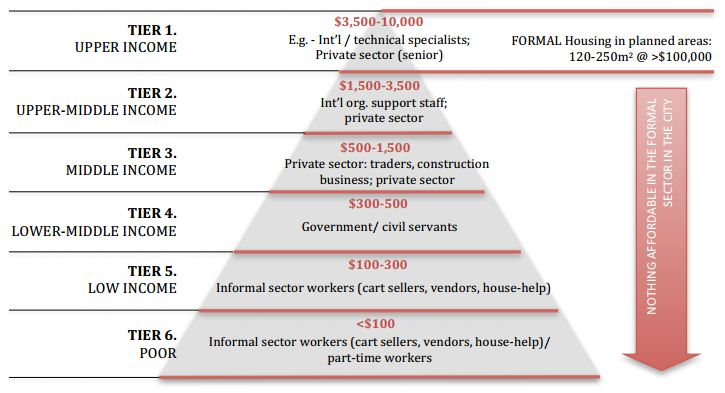 TIER 1.
UPPER INCOME
$3,500-10,000
E.g. - Int'l / technical specialists;
Private sector (senior)
FORMAL Housing in planned areas:
120-250m² @ >$100,000
TIER 2.
UPPER-MIDDLE INCOME
$1,500-3,500
Int'l org. support staff;
private sector
TIER 3.
MIDDLE INCOME
$500-1,500
Private sector: traders, construction
business; private sector
TIER 4.
LOWER-MIDDLE INCOME
$300-500
Government/ civil servants
TIER 5.
LOW INCOME
$100-300
Informal sector workers (cart sellers, vendors, house-help)
TIER 6.
POOR
<$100
Informal sector workers (cart sellers, vendors, house-help)/
part-time workers
NOTHING AFFORDABLE IN THE FORMAL
SECTOR IN THE CITY